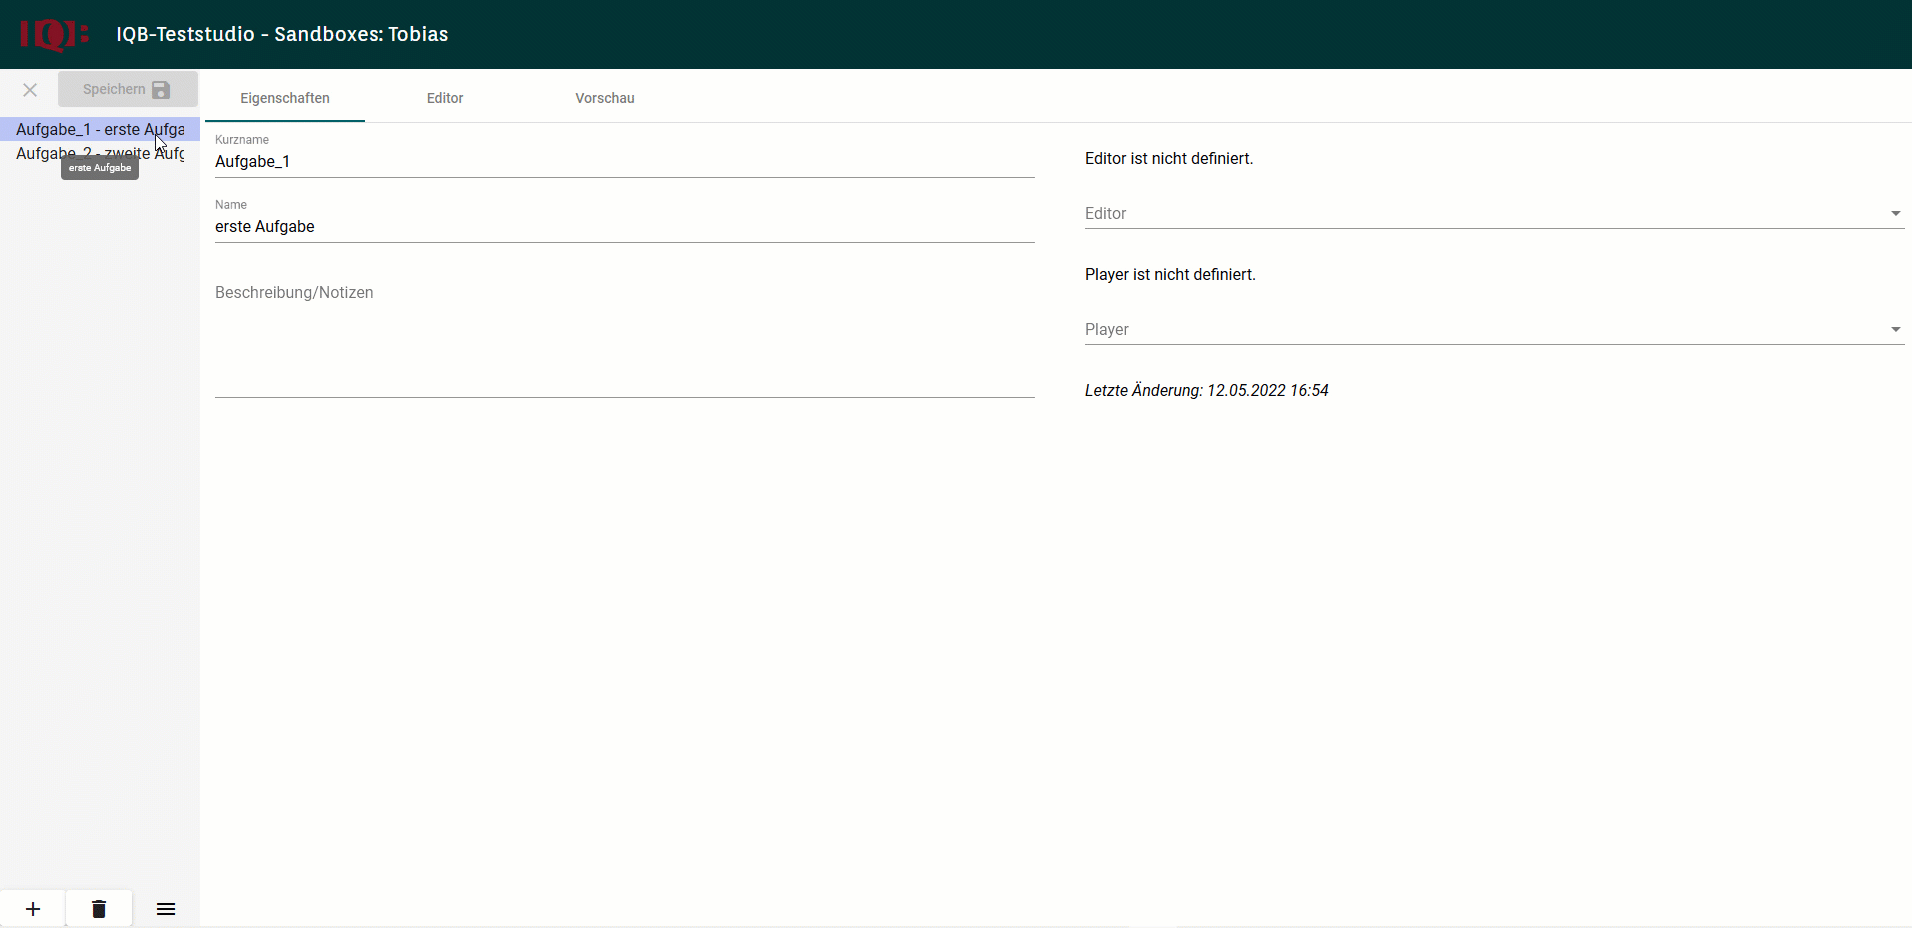 IQB
IQB-Teststudio - Sandboxes: Tobias
Speichern
Aufgabe_1 - erste Aufga
Aufgabe_2 - zweite Aufg
erste Aufgabe
Eigenschaften
Editor
Vorschau
Kurzname
Aufgabe_1
Name
erste Aufgabe
Beschreibung/Notizen
Editor ist nicht definiert.
Editor
Player ist nicht definiert.
Player
Letzte Änderung: 12.05.2022 16:54